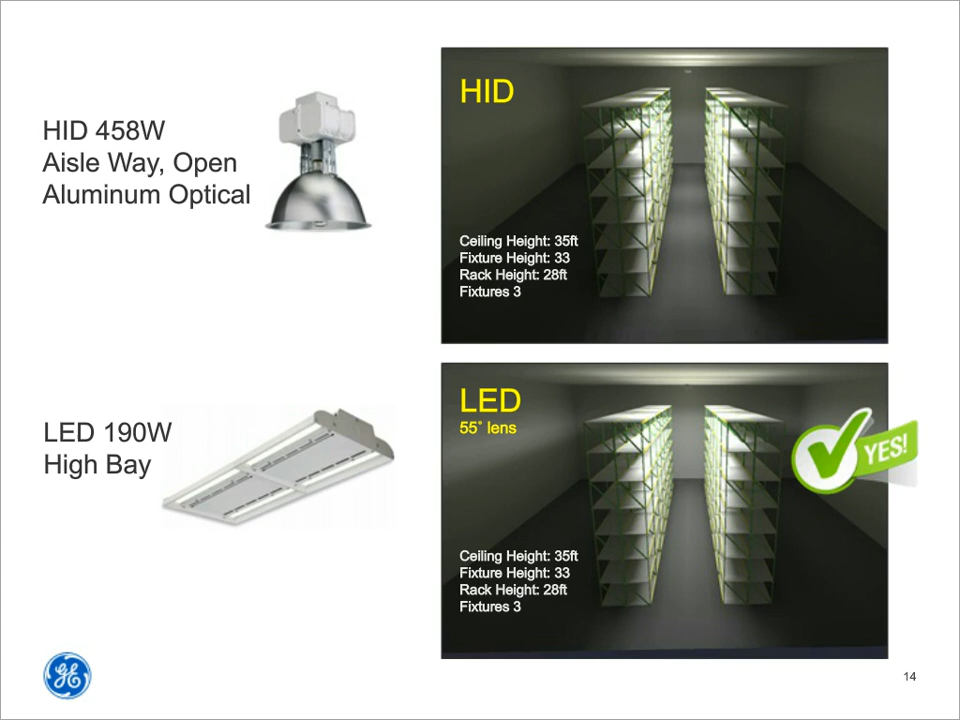 HID 458W
Aisle Way, Open
Aluminum Optical
HID
Ceiling Height: 35ft
Fixture Height: 33
Rack Height: 28ft
Fixtures 3
LED 190W
High Bay
LED
55° lens
YES!
Ceiling Height: 35ft
Fixture Height: 33
Rack Height: 28ft
Fixtures 3
GE
14